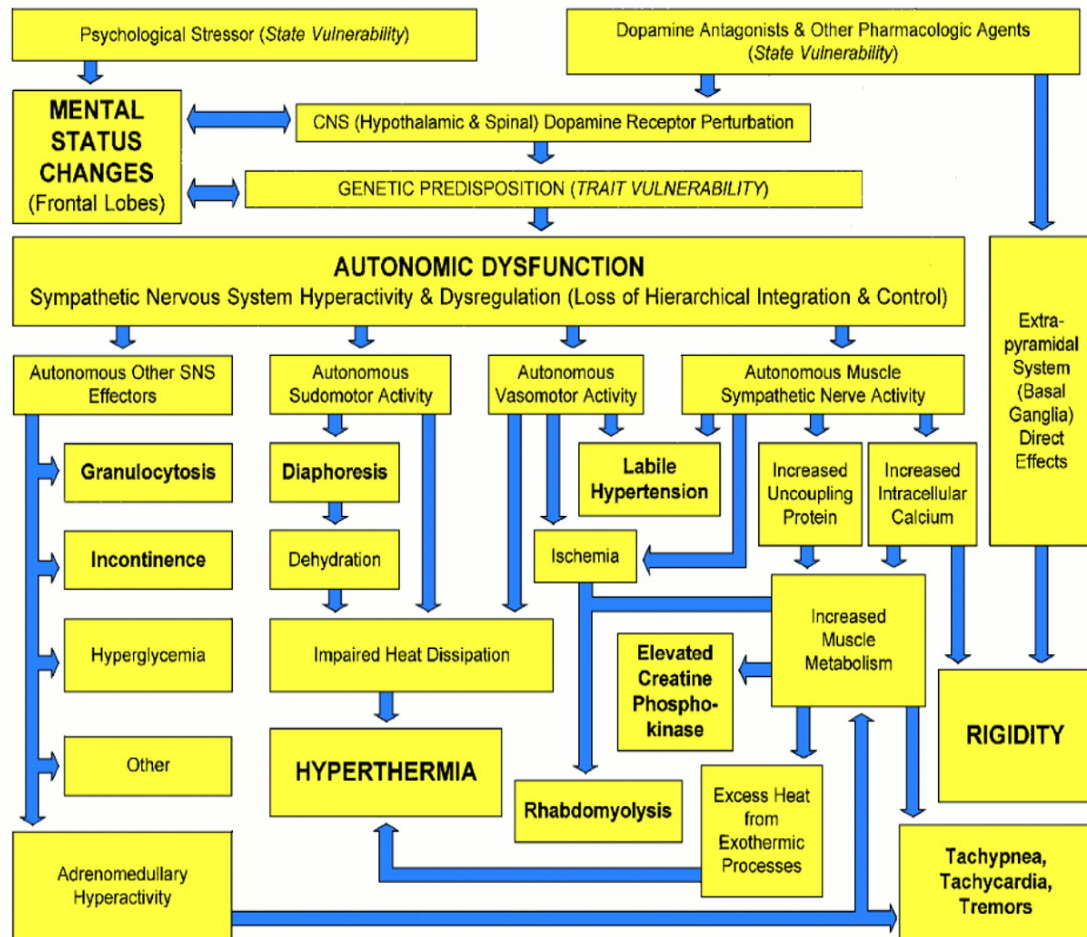 Psychological Stressor (State Vulnerability)
Dopamine Antagonists & Other Pharmacologic Agents
(State Vulnerability)
MENTAL
STATUS
CHANGES
(Frontal Lobes)
CNS (Hypothalamic & Spinal) Dopamine Receptor Perturbation
GENETIC PREDISPOSITION (TRAIT VULNERABILITY)
AUTONOMIC DYSFUNCTION
Sympathetic Nervous System Hyperactivity & Dysregulation (Loss of Hierarchical Integration & Control)
Extra-
pyramidal
System
(Basal
Ganglia)
Direct
Effects
Autonomous Other SNS
Effectors
Autonomous
Sudomotor Activity
Autonomous
Vasomotor Activity
Autonomous Muscle
Sympathetic Nerve Activity
Granulocytosis
Diaphoresis
Labile
Hypertension
Increased
Uncoupling
Protein
Increased
Intracellular
Calcium
Incontinence
Dehydration
Ischemia
Hyperglycemia
Impaired Heat Dissipation
Increased
Muscle
Metabolism
Elevated
Creatine
Phospho-
kinase
RIGIDITY
Other
HYPERTHERMIA
Rhabdomyolysis
Excess Heat
from
Exothermic
Processes
Adrenomedullary
Hyperactivity
Tachypnea,
Tachycardia,
Tremors